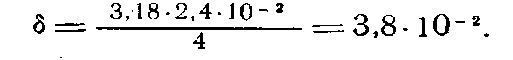 δ = 3,18·2,4·10⁻² / 4 = 3,8·10⁻².